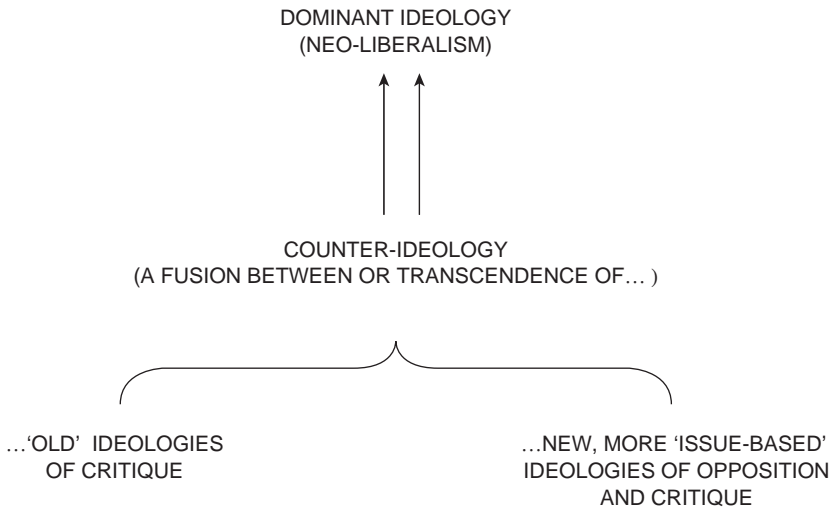 DOMINANT IDEOLOGY
(NEO-LIBERALISM)
COUNTER-IDEOLOGY
(A FUSION BETWEEN OR TRANSCENDENCE OF… )
…‘OLD’ IDEOLOGIES
OF CRITIQUE
…NEW, MORE ‘ISSUE-BASED’
IDEOLOGIES OF OPPOSITION
AND CRITIQUE